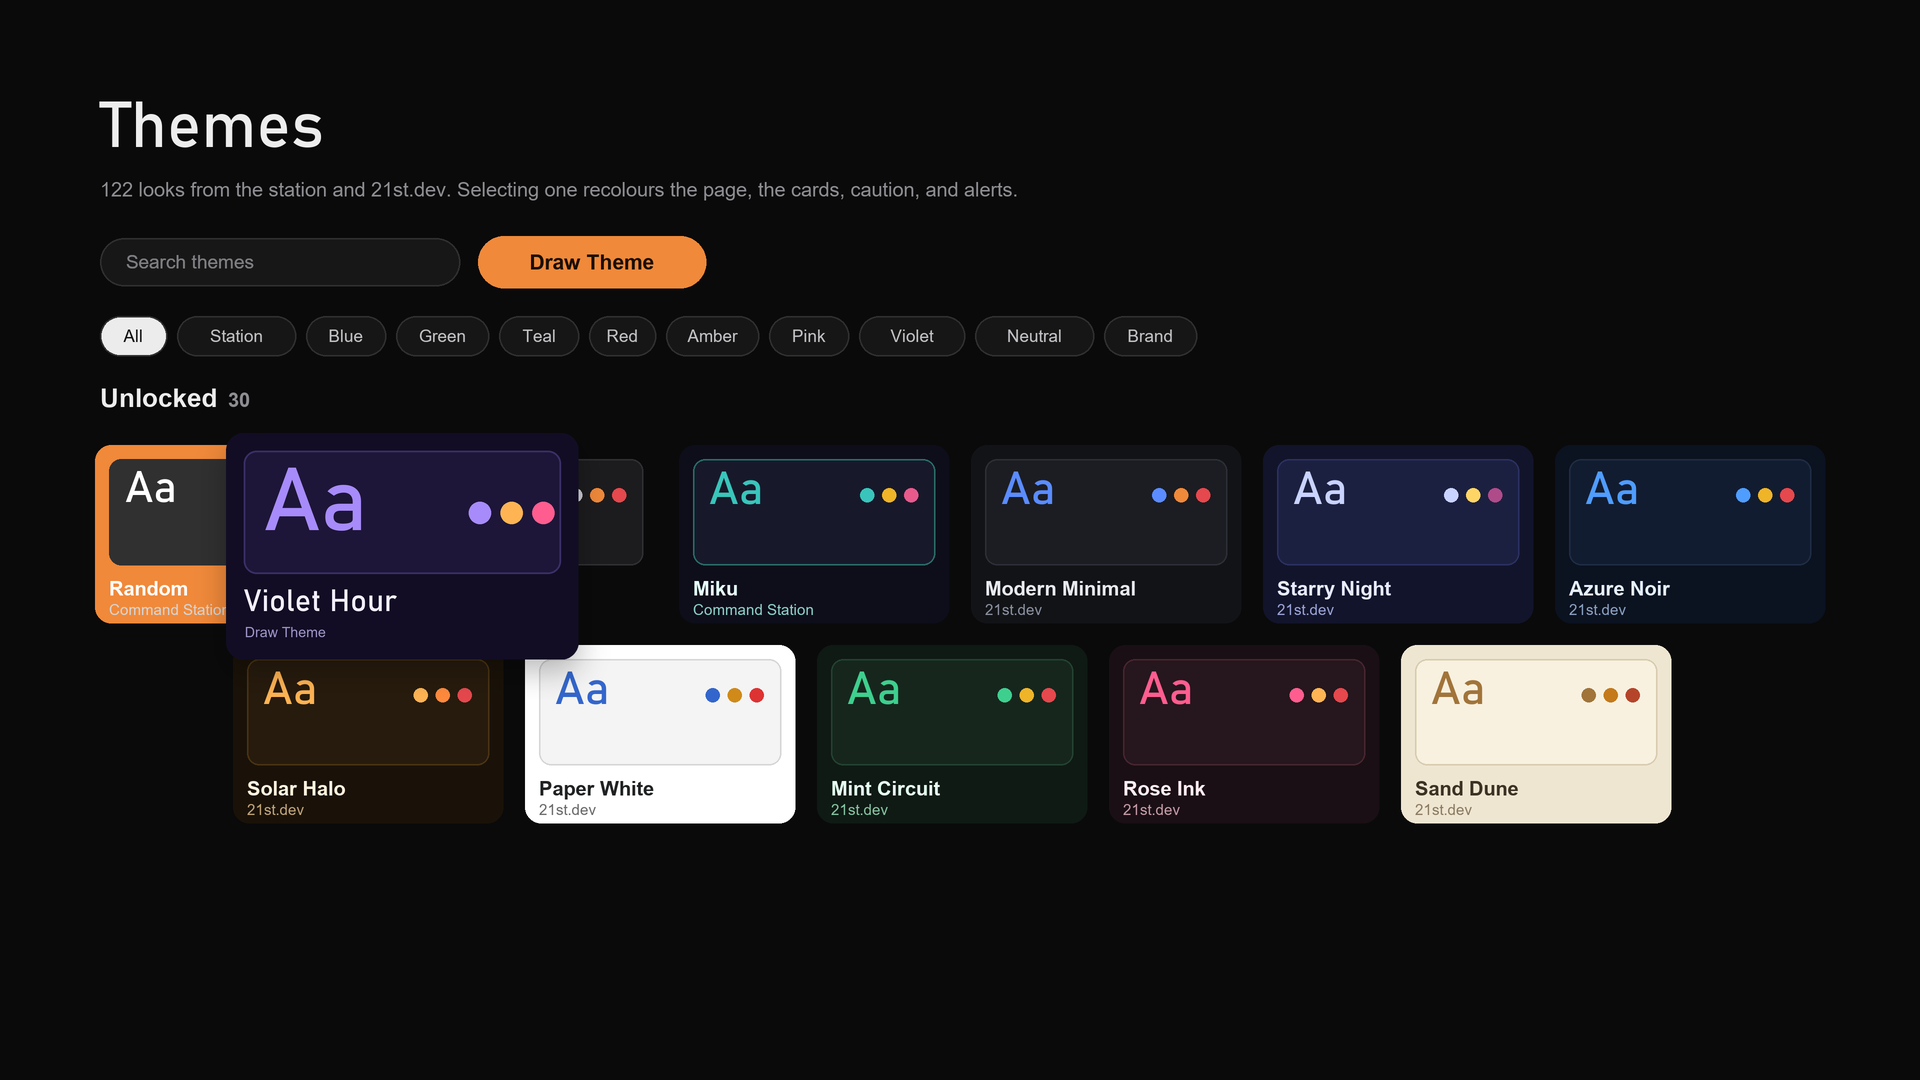 Themes
122 looks from the station and 21st.dev. Selecting one recolours the page, the cards, caution, and alerts.
Search themes
Draw Theme
All Station Blue Green Teal Red Amber Pink Violet Neutral Brand
Unlocked 30
Aa
Random
Command Station
Aa
Violet Hour
Draw Theme
Aa
Miku
Command Station
Aa
Modern Minimal
21st.dev
Aa
Starry Night
21st.dev
Aa
Azure Noir
21st.dev
Aa
Solar Halo
21st.dev
Aa
Paper White
21st.dev
Aa
Mint Circuit
21st.dev
Aa
Rose Ink
21st.dev
Aa
Sand Dune
21st.dev